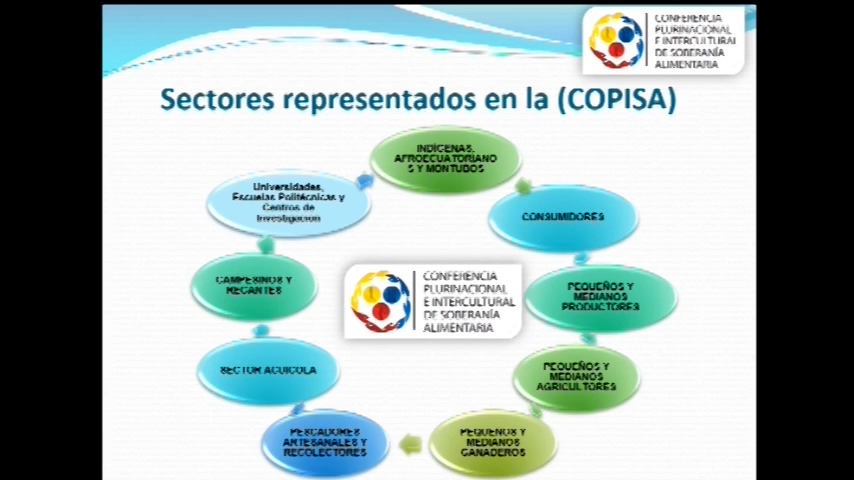 CONFERENCIA
PLURINACIONAL
E INTERCULTURAL
DE SOBERANÍA
ALIMENTARIA
Sectores representados en la (COPISA)
INDÍGENAS,
AFROECUATORIANO
S Y MONTUBIOS
Universidades,
Escuelas Politécnicas y
Centros de
Investigacion
CONSUMIDORES
CAMPESINOS Y
REGANTES
CONFERENCIA
PLURINACIONAL
E INTERCULTURAL
DE SOBERANÍA
ALIMENTARIA
PEQUEÑOS Y
MEDIANOS
PRODUCTORES
SECTOR ACUICOLA
PEQUEÑOS Y
MEDIANOS
AGRICULTORES
PESCADORES
ARTESANALES Y
RECOLECTORES
PEQUEÑOS Y
MEDIANOS
GANADEROS